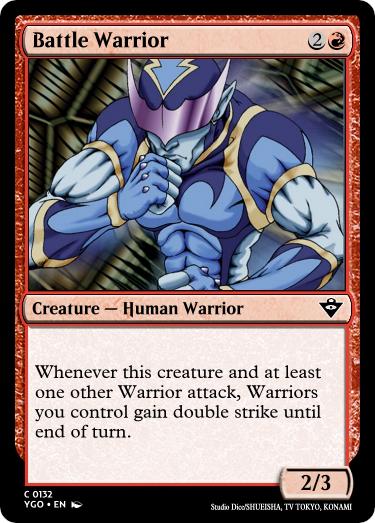 Battle Warrior 2
Creature — Human Warrior
Whenever this creature and at least
one other Warrior attack, Warriors
you control gain double strike until
end of turn.
2/3
C 0132
YGO • EN
Studio Dice/SHUEISHA, TV TOKYO, KONAMI